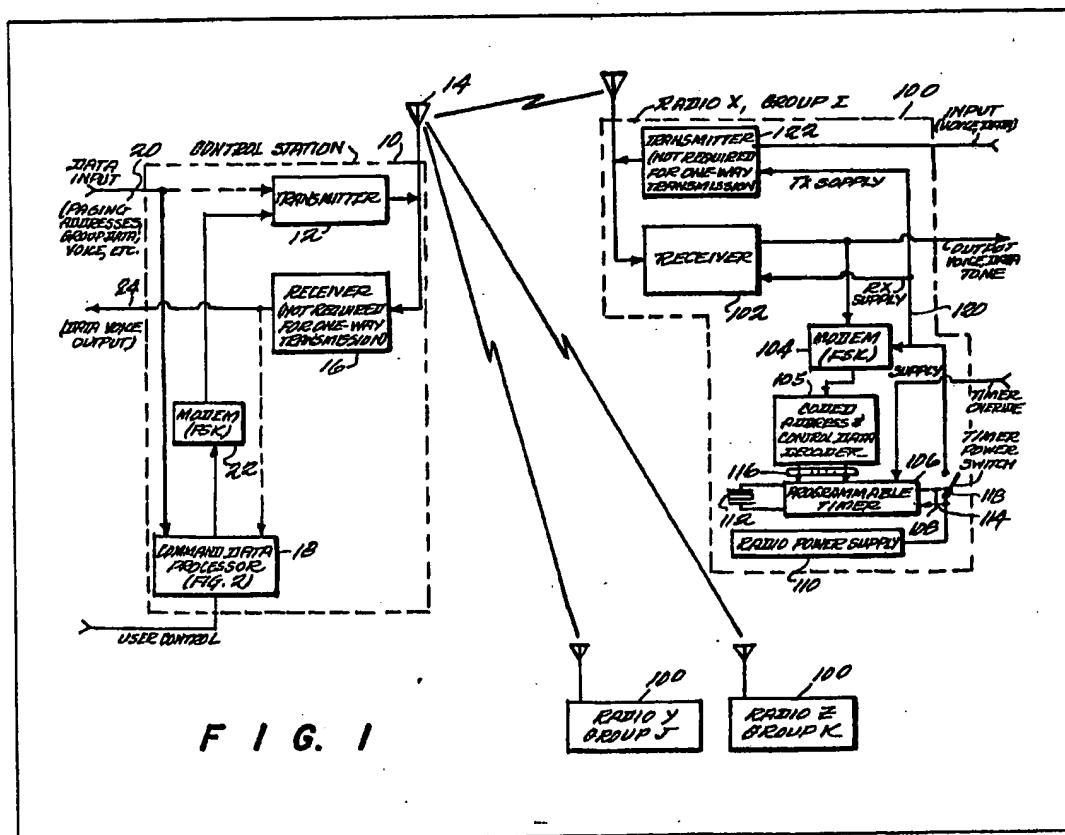 14
CONTROL STATION
10
DATA
INPUT
20
(PAGING
ADDRESSES,
GROUP DATA,
VOICE, ETC.
TRANSMITTER
12
24
(DATA VOICE
OUTPUT)
RECEIVER
(NOT REQUIRED
FOR ONE-WAY
TRANSMISSION)
16
MODEM
(FSK)
22
COMMAND DATA
PROCESSOR
(FIG. 2)
18
USER CONTROL
RADIO X, GROUP I
100
INPUT
(VOICE DATA)
TRANSMITTER
(NOT REQUIRED
FOR ONE-WAY
TRANSMISSION)
122
TX SUPPLY
RECEIVER
102
OUTPUT
VOICE, DATA
TONE
RX
SUPPLY
120
104
MODEM
(FSK)
SUPPLY
TIMER
OVERRIDE
105
CODED
ADDRESS &
CONTROL DATA
DECODER
TIMER
POWER
SWITCH
116
106
112
PROGRAMMABLE
TIMER
118
108
114
RADIO POWER SUPPLY
110
100
RADIO Y
GROUP J
100
RADIO Z
GROUP K
FIG. 1